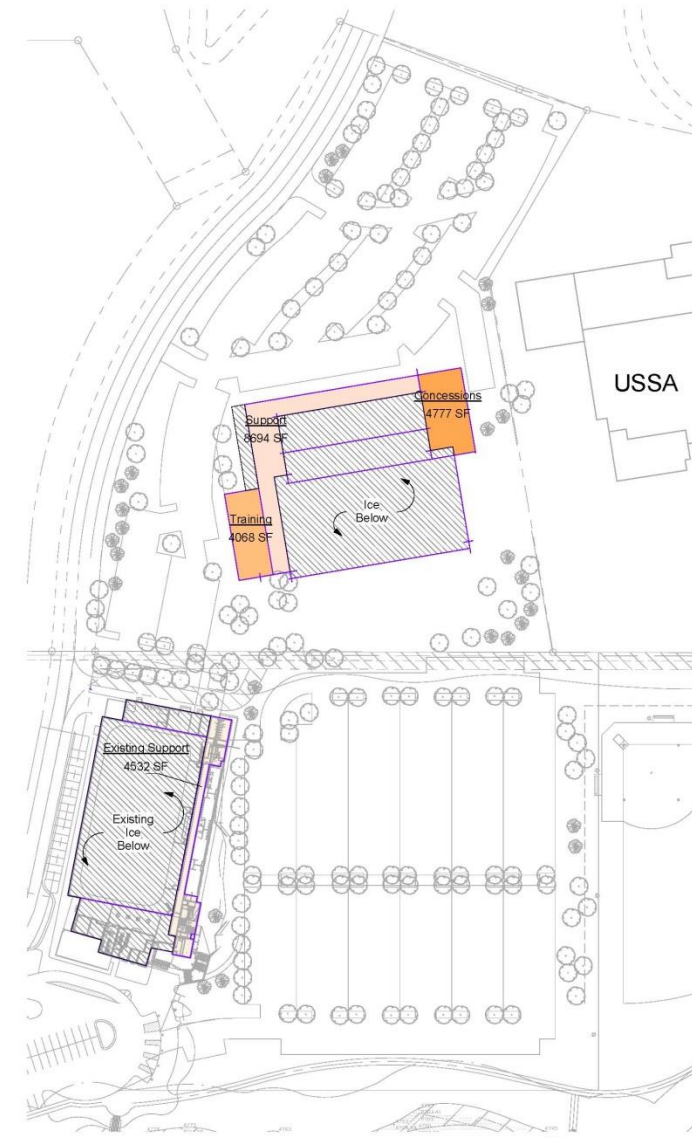 USSA
Concessions
4777 SF
Support
8694 SF
Ice
Below
Training
4068 SF
Existing Support
4532 SF
Existing
Ice
Below